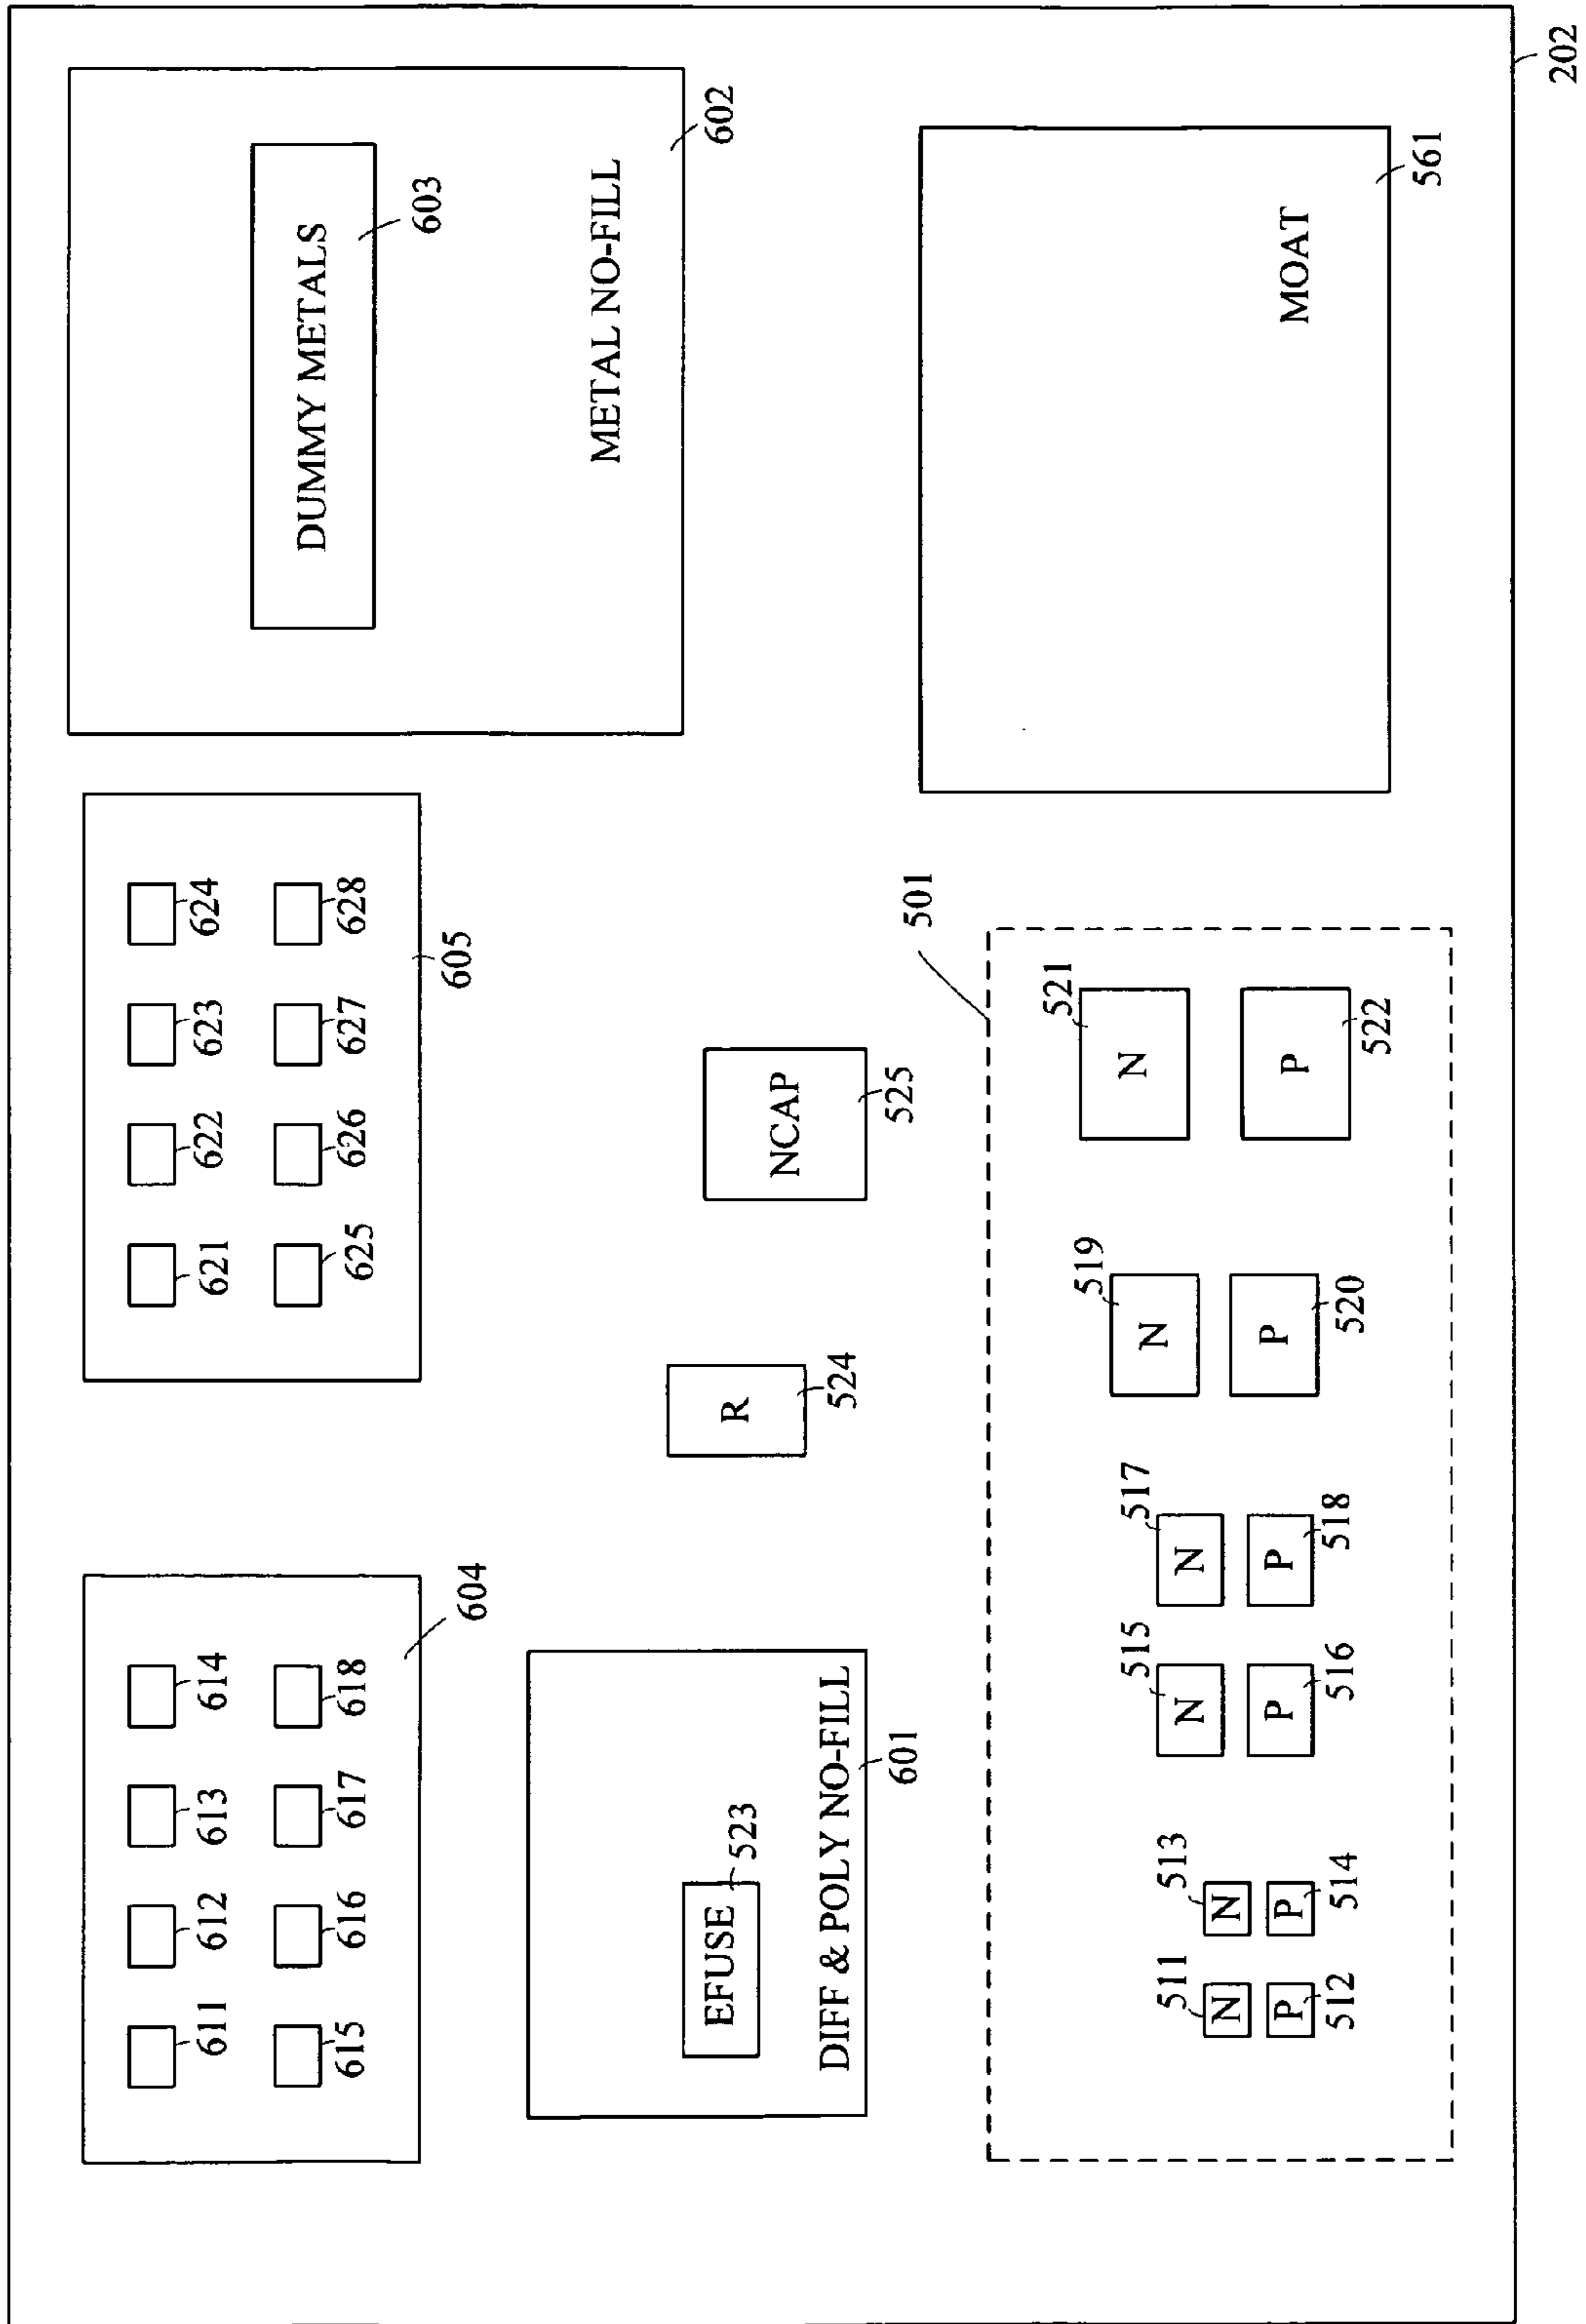 611
612
613
614
615
616
617
618
604
621
622
623
624
625
626
627
628
605
DUMMY METALS
603
METAL NO-FILL
602
EFUSE
523
DIFF & POLY NO-FILL
601
R
524
NCAP
525
501
511
N
P
512
513
N
P
514
515
N
P
516
517
N
P
518
519
N
P
520
521
N
P
522
MOAT
561
202